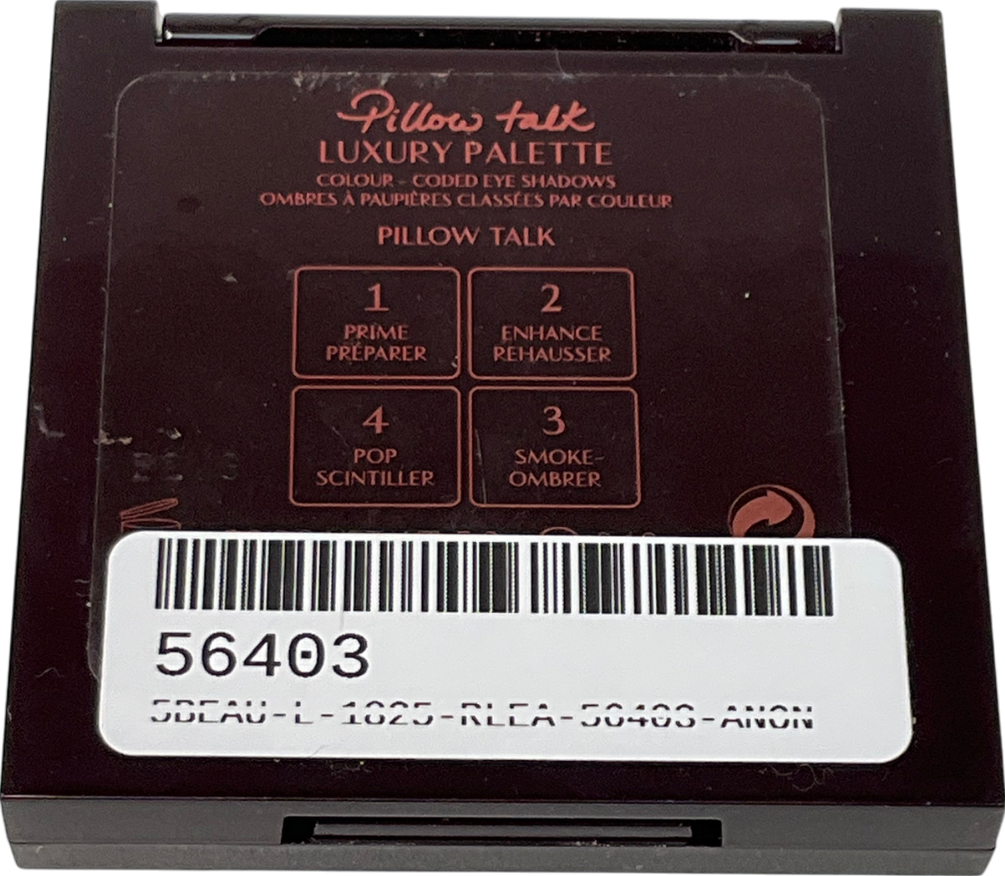 Pillow talk
LUXURY PALETTE
COLOUR - CODED EYE SHADOWS
OMBRES À PAUPIÈRES CLASSÉES PAR COULEUR
PILLOW TALK
1
PRIME
PRÉPARER
2
ENHANCE
REHAUSSER
4
POP
SCINTILLER
3
SMOKE-
OMBRER
56403
5BEAU-L-1825-RLEA-56403-ANON